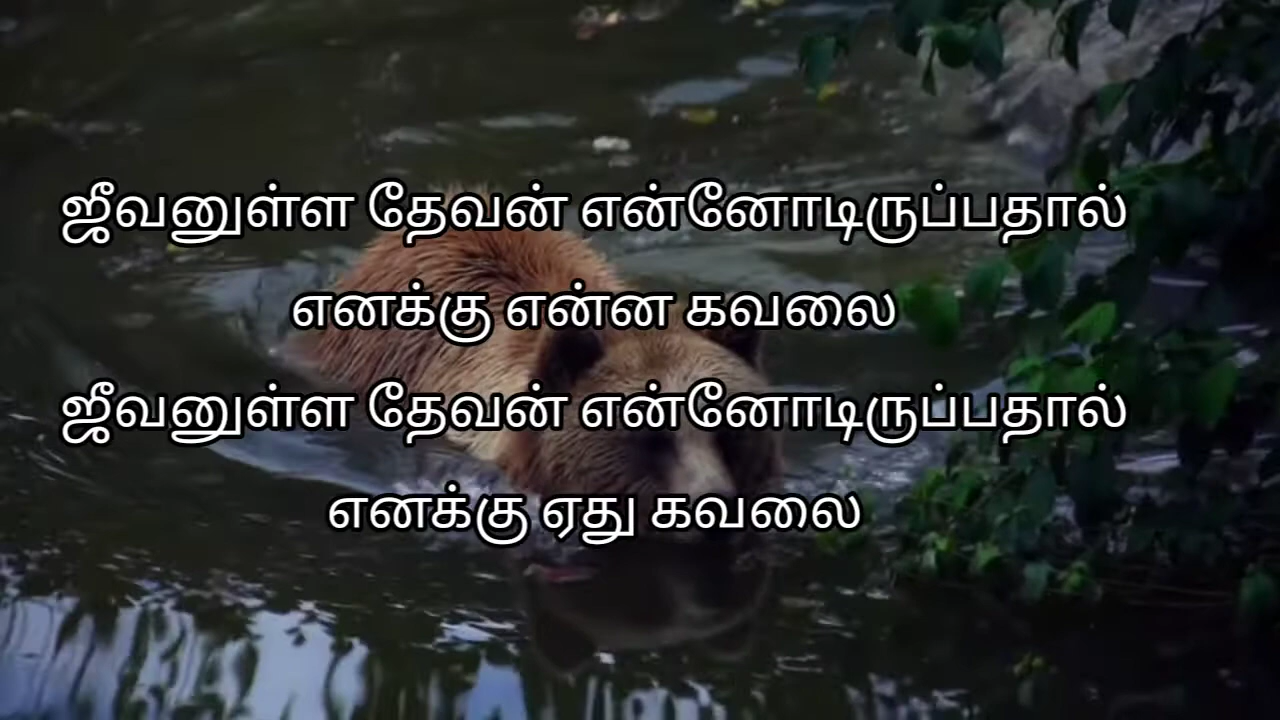 ஜீவனுள்ள தேவன் என்னோடிருப்பதால்
எனக்கு என்ன கவலை
ஜீவனுள்ள தேவன் என்னோடிருப்பதால்
எனக்கு ஏது கவலை